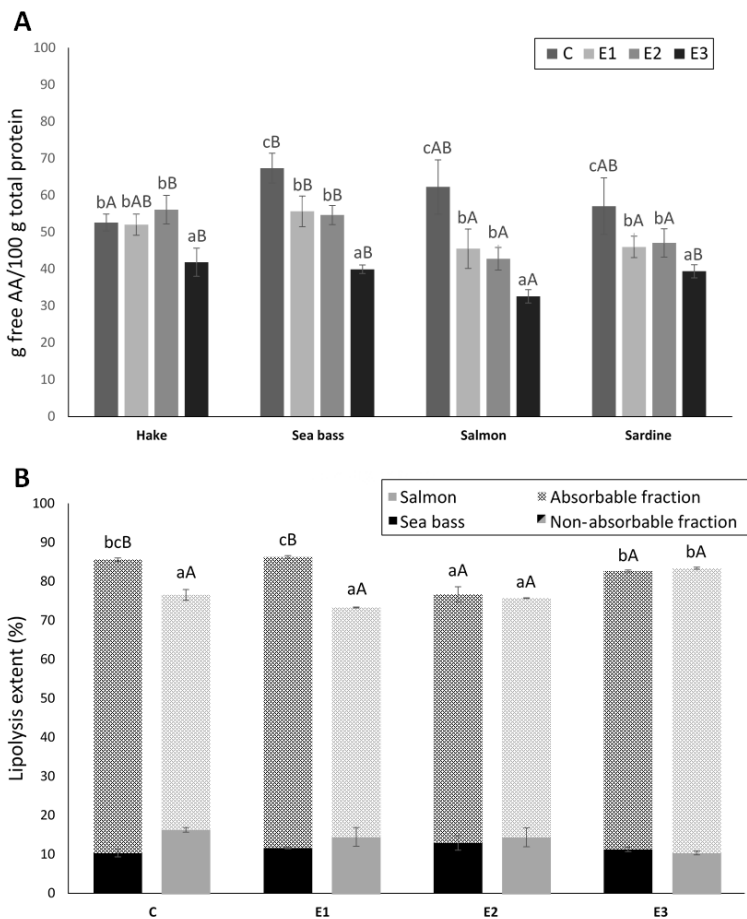 A
100
90
80
70
60
50
40
30
20
10
0
g free AA/100 g total protein
C E1 E2 E3
bA bAB bB aB
cB bB bB aB
cAB bA bA aA
cAB bA bA aB
Hake Sea bass Salmon Sardine
B
100
90
80
70
60
50
40
30
20
10
0
Lipolysis extent (%)
Salmon Absorbable fraction
Sea bass Non-absorbable fraction
bcB aA cB aA aA aA bA bA
C E1 E2 E3